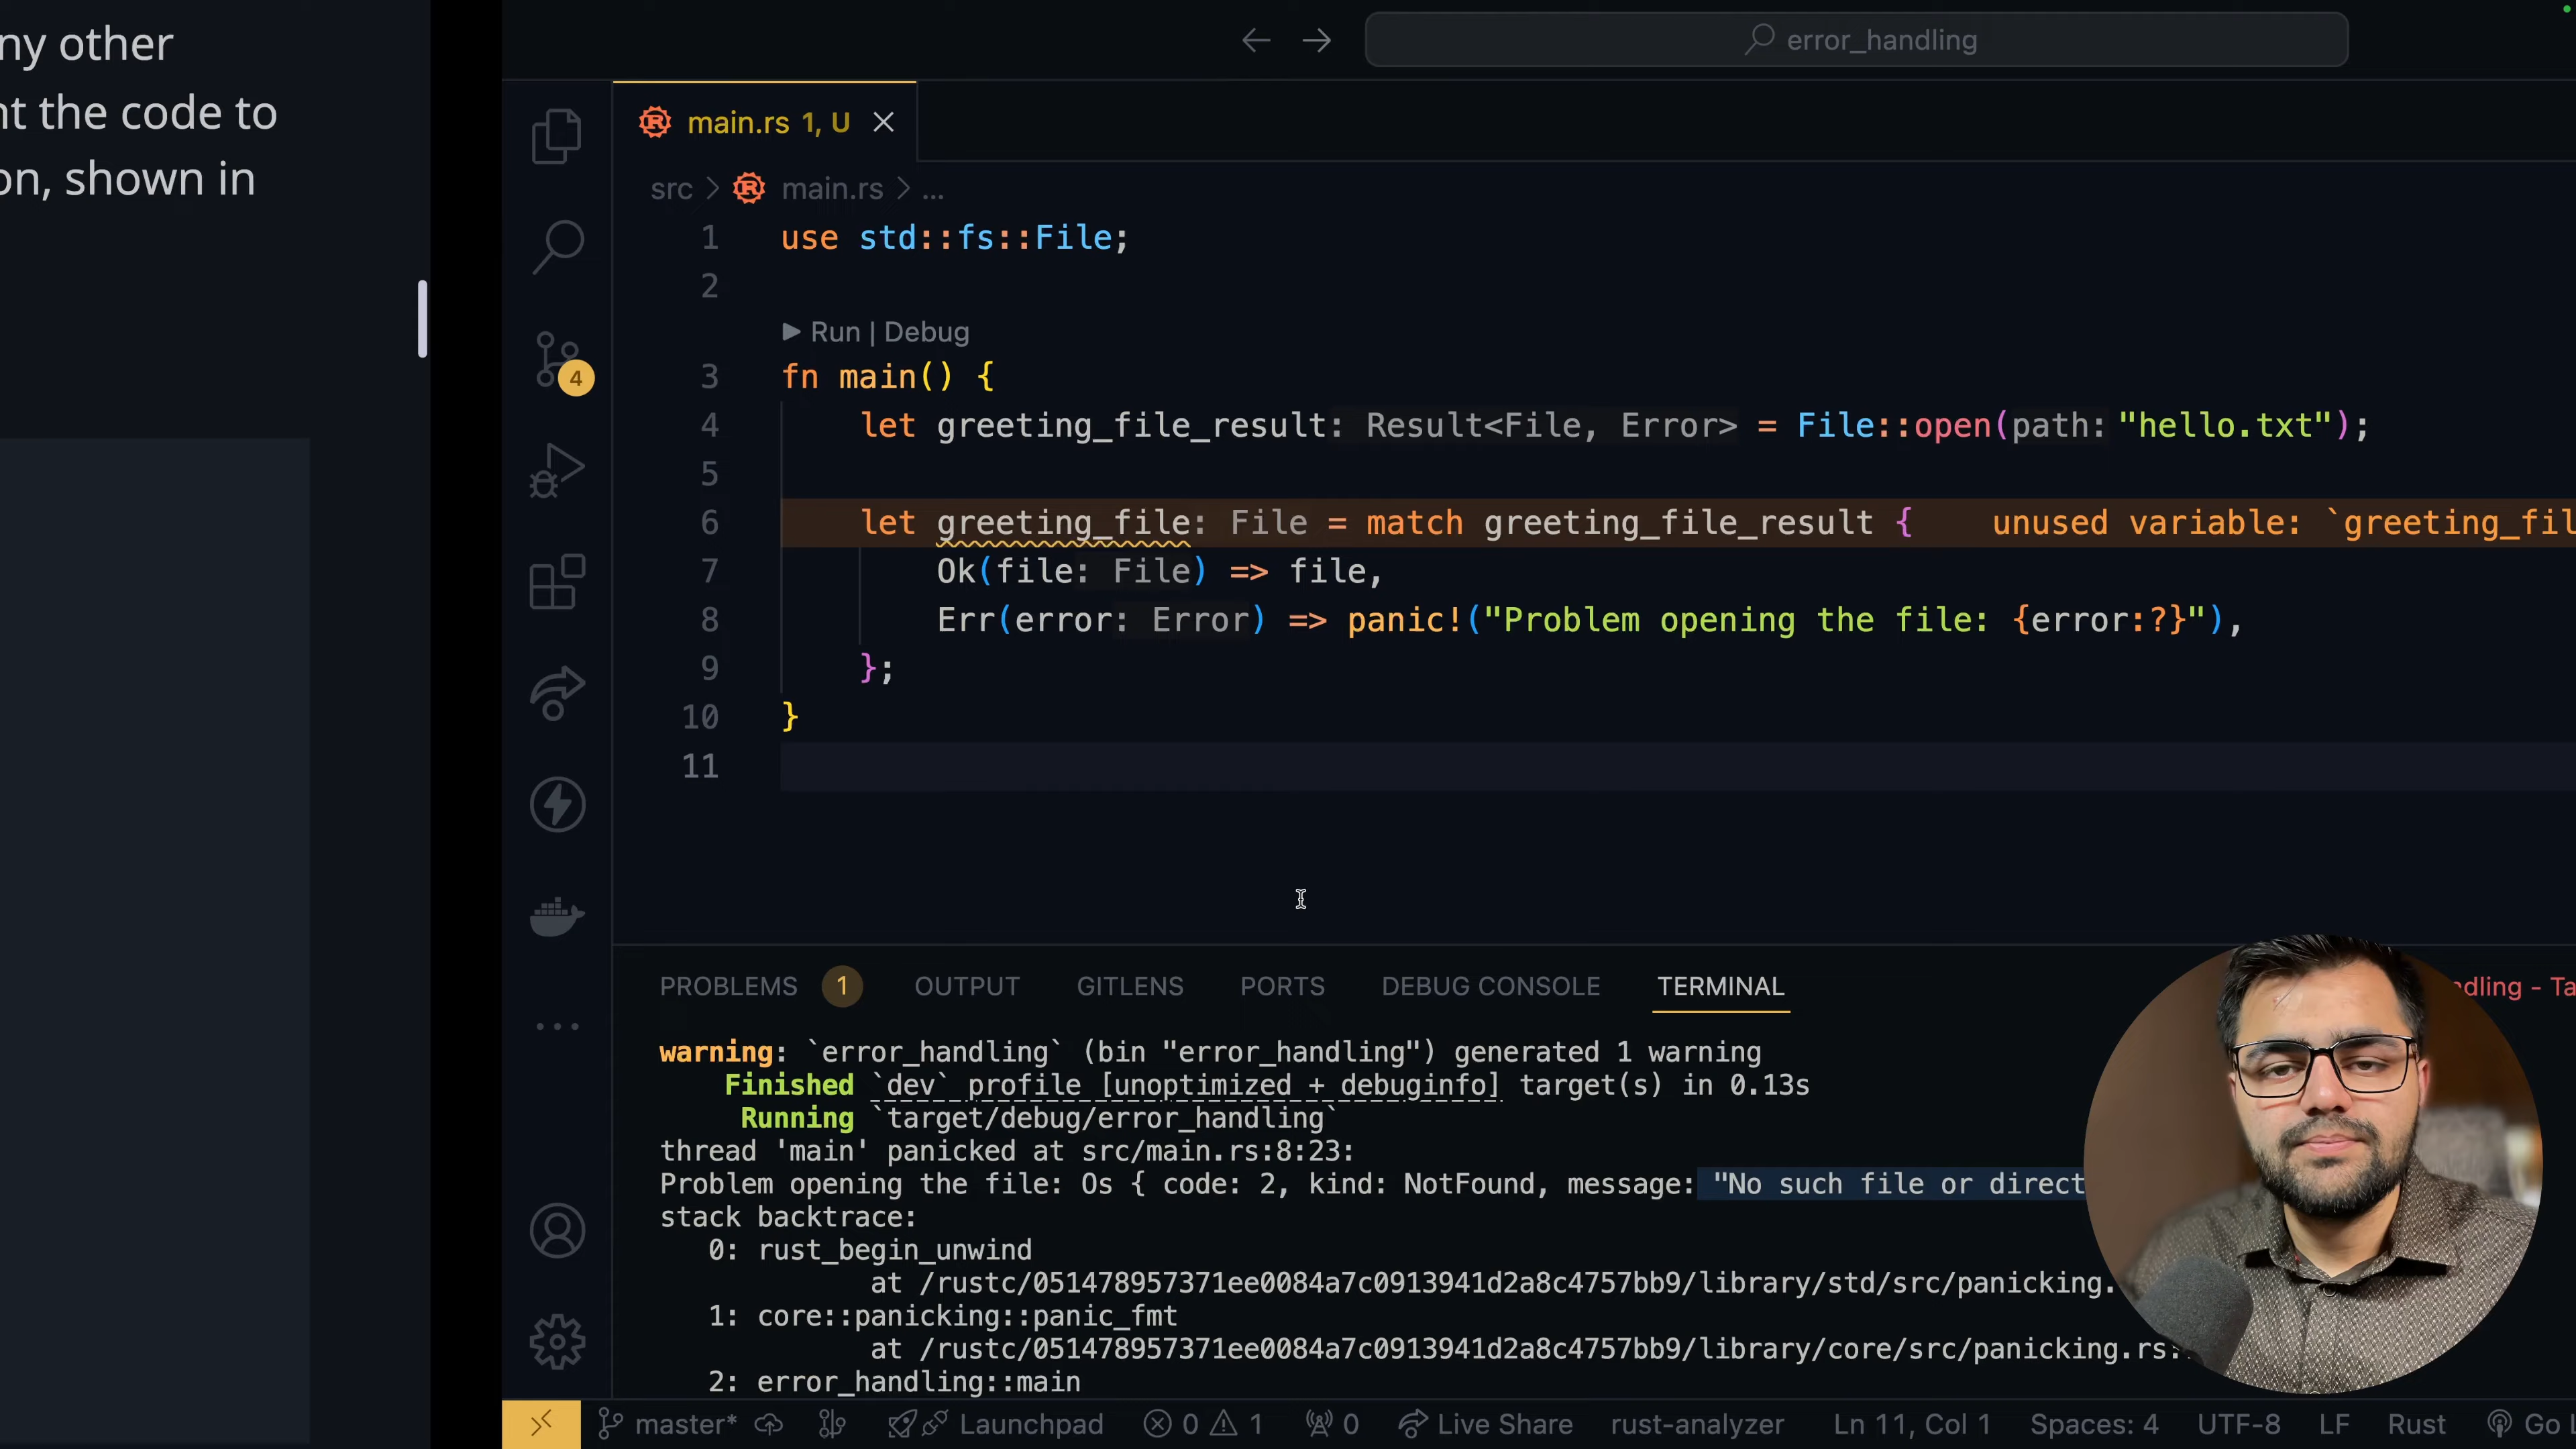 ny other
nt the code to
on, shown in
error_handling
main.rs 1, U
src > main.rs > ...
1 use std::fs::File;
2
Run | Debug
3 fn main() {
4 let greeting_file_result: Result<File, Error> = File::open(path: "hello.txt");
5
6 let greeting_file: File = match greeting_file_result { unused variable: `greeting_fil
7 Ok(file: File) => file,
8 Err(error: Error) => panic!("Problem opening the file: {error:?}"),
9 };
10 }
11
4
PROBLEMS 1 OUTPUT GITLENS PORTS DEBUG CONSOLE TERMINAL ndling - Ta
warning: `error_handling` (bin "error_handling") generated 1 warning
Finished `dev` profile [unoptimized + debuginfo] target(s) in 0.13s
Running `target/debug/error_handling`
thread 'main' panicked at src/main.rs:8:23:
Problem opening the file: Os { code: 2, kind: NotFound, message: "No such file or direct
stack backtrace:
0: rust_begin_unwind
at /rustc/051478957371ee0084a7c0913941d2a8c4757bb9/library/std/src/panicking.
1: core::panicking::panic_fmt
at /rustc/051478957371ee0084a7c0913941d2a8c4757bb9/library/core/src/panicking.rs:
2: error_handling::main
master* Launchpad 0 1 0 Live Share rust-analyzer Ln 11, Col 1 Spaces: 4 UTF-8 LF Rust Go